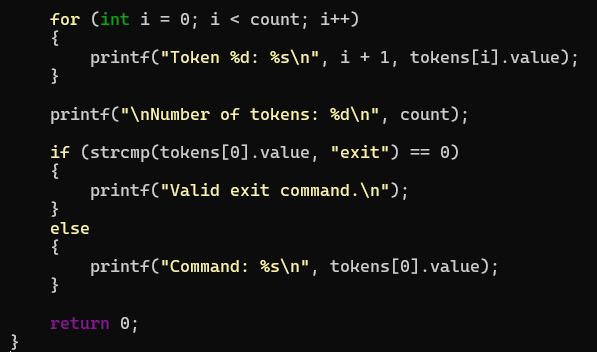 for (int i = 0; i < count; i++)
{
printf("Token %d: %s\n", i + 1, tokens[i].value);
}
printf("\nNumber of tokens: %d\n", count);
if (strcmp(tokens[0].value, "exit") == 0)
{
printf("Valid exit command.\n");
}
else
{
printf("Command: %s\n", tokens[0].value);
}
return 0;
}